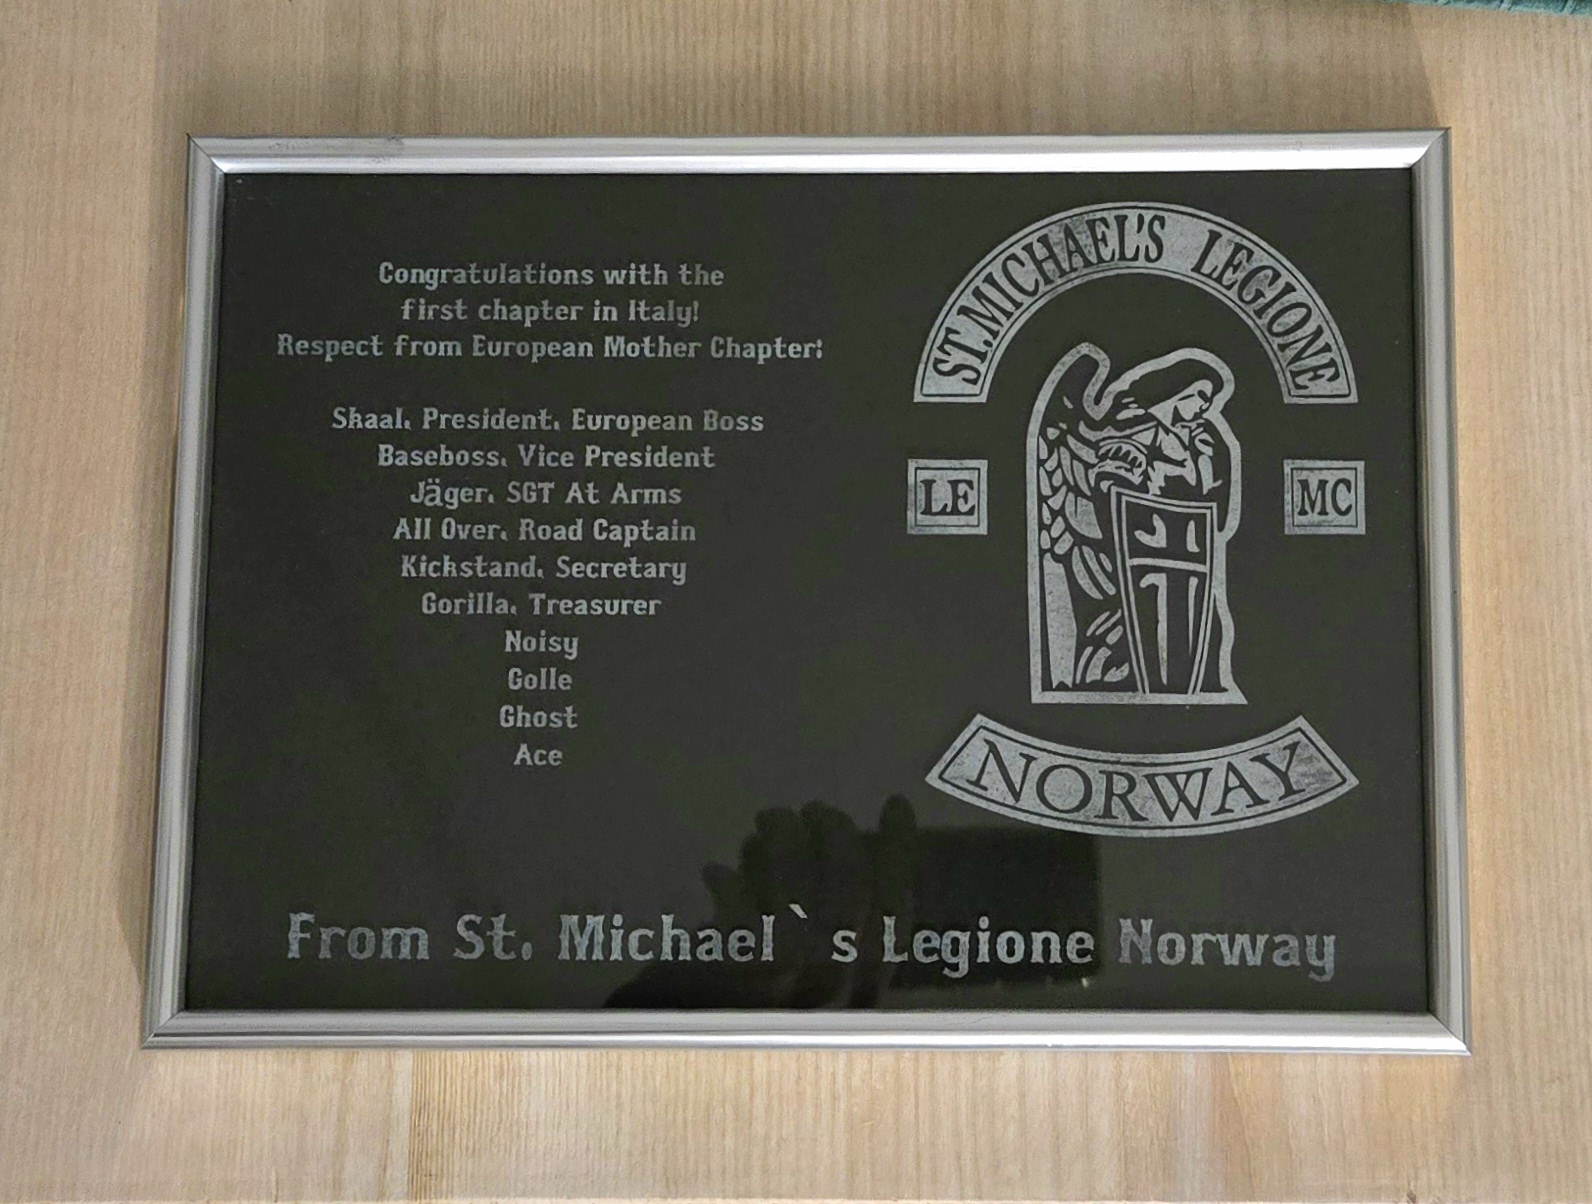 Congratulations with the
first chapter in Italy!
Respect from European Mother Chapter!
Skaal, President, European Boss
Baseboss, Vice President
Jäger, SGT At Arms
All Over, Road Captain
Kickstand, Secretary
Gorilla, Treasurer
Noisy
Golle
Ghost
Ace
ST.MICHAEL'S LEGIONE
LE
MC
NORWAY
From St. Michael`s Legione Norway